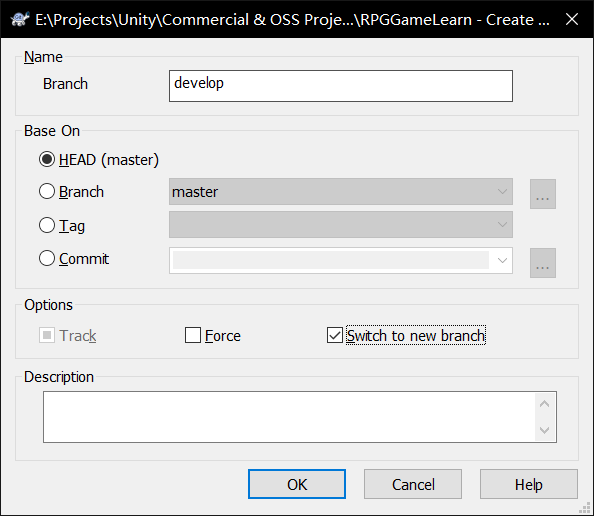 E:\Projects\Unity\Commercial & OSS Proje...\RPGGameLearn - Create ...
Name
Branch
develop
Base On
HEAD (master)
Branch
master
...
Tag
Commit
...
Options
Track
Force
Switch to new branch
Description
OK
Cancel
Help